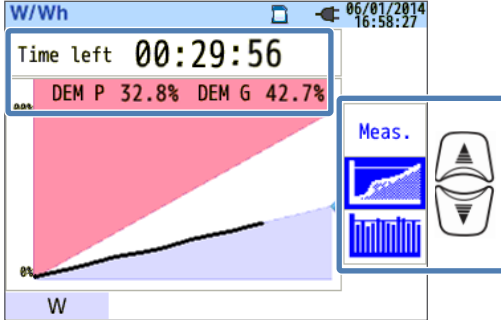 W/Wh
06/01/2014
16:58:27
Time left 00:29:56
DEM P 32.8% DEM G 42.7%
Meas.
0%
W